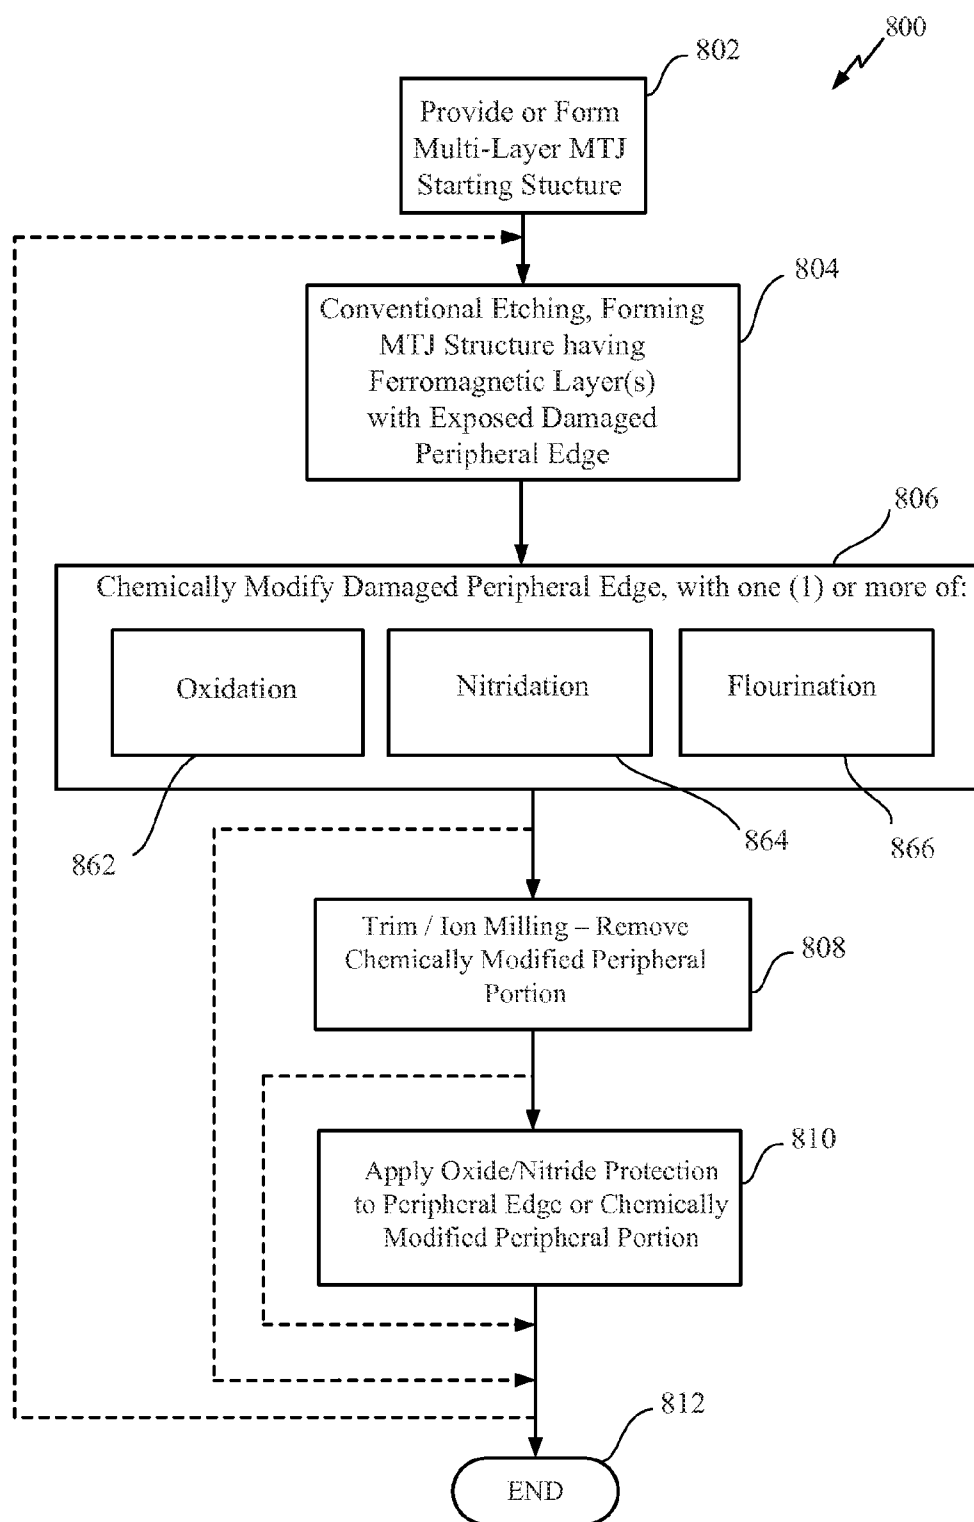 800
802
Provide or Form
Multi-Layer MTJ
Starting Stucture
804
Conventional Etching, Forming
MTJ Structure having
Ferromagnetic Layer(s)
with Exposed Damaged
Peripheral Edge
806
Chemically Modify Damaged Peripheral Edge, with one (1) or more of:
Oxidation
Nitridation
Flourination
862
864
866
Trim / Ion Milling – Remove
Chemically Modified Peripheral
Portion
808
810
Apply Oxide/Nitride Protection
to Peripheral Edge or Chemically
Modified Peripheral Portion
812
END